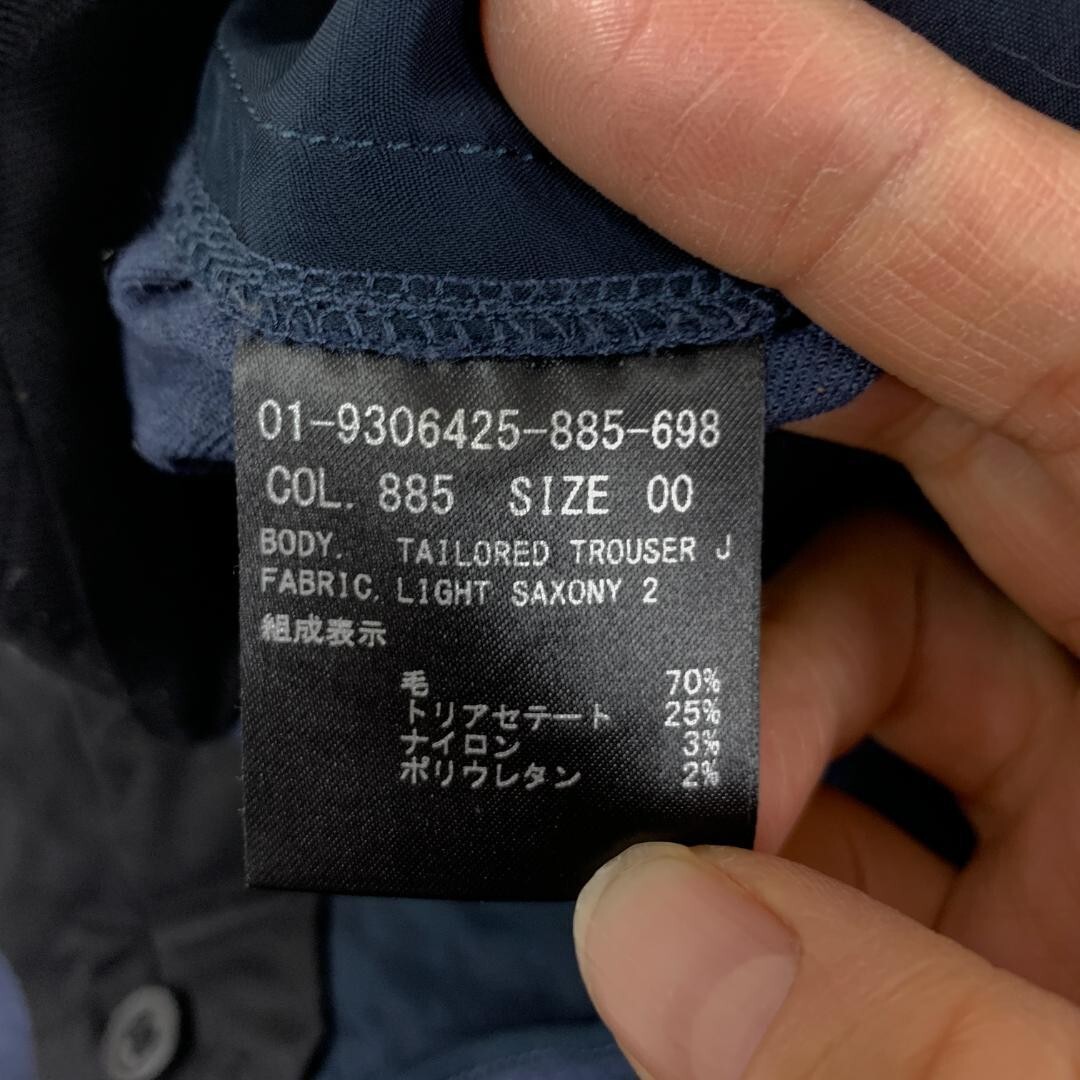 01-9306425-885-698
COL. 885 SIZE 00
BODY. TAILORED TROUSER J
FABRIC. LIGHT SAXONY 2
組成表示
毛 70%
トリアセテート 25%
ナイロン 3%
ポリウレタン 2%